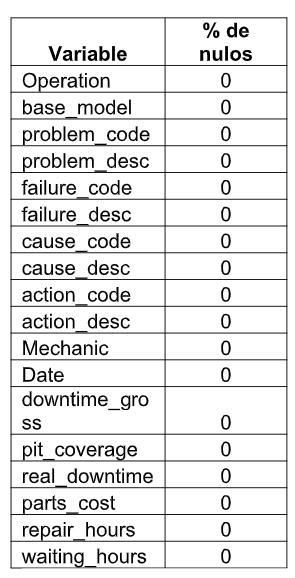 Variable % de nulos
Operation 0
base_model 0
problem_code 0
problem_desc 0
failure_code 0
failure_desc 0
cause_code 0
cause_desc 0
action_code 0
action_desc 0
Mechanic 0
Date 0
downtime_gro
ss 0
pit_coverage 0
real_downtime 0
parts_cost 0
repair_hours 0
waiting_hours 0